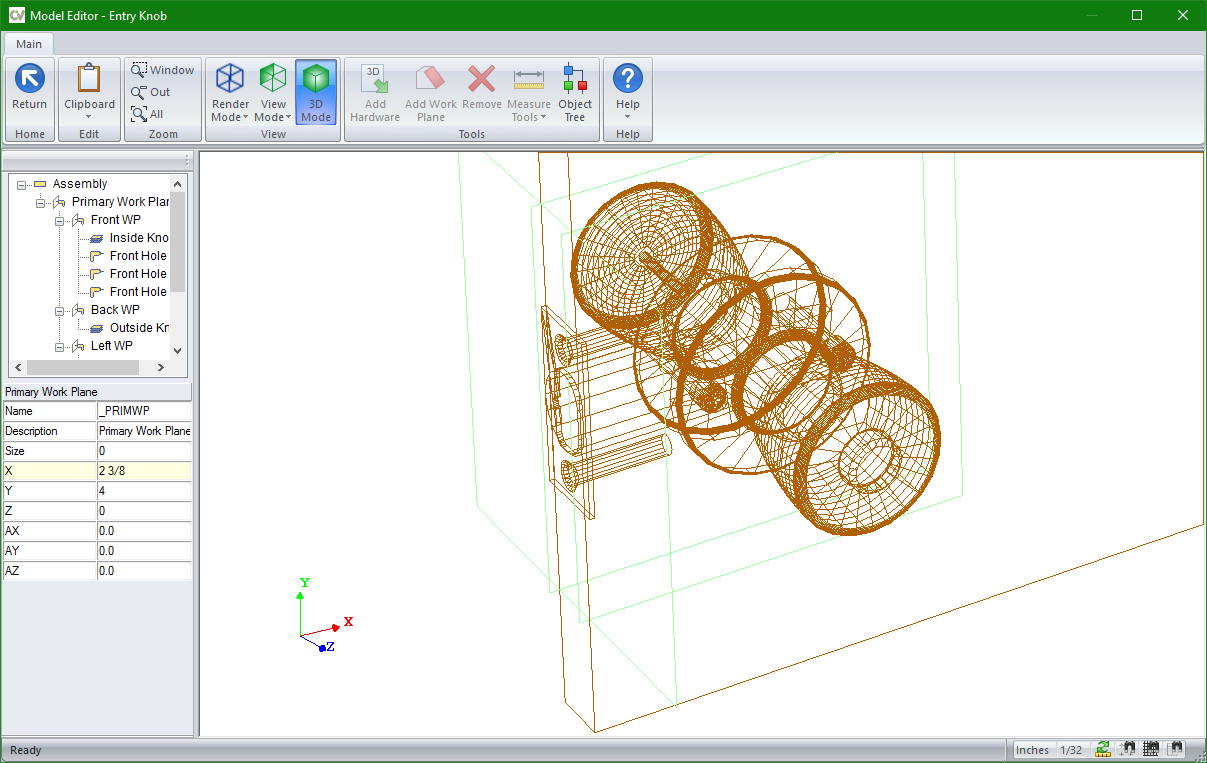 CV Model Editor - Entry Knob
Main
Return
Home
Clipboard
Edit
Window
Out
All
Zoom
Render Mode
View Mode
3D Mode
View
3D
Add Hardware
Add Work Plane
Remove
Measure Tools
Object Tree
Tools
Help
Help
Assembly
Primary Work Plan
Front WP
Inside Kno
Front Hole
Front Hole
Front Hole
Back WP
Outside Kn
Left WP
Primary Work Plane
Name _PRIMWP
Description Primary Work Plane
Size 0
X 2 3/8
Y 4
Z 0
AX 0.0
AY 0.0
AZ 0.0
Y
X
Z
Ready
Inches 1/32